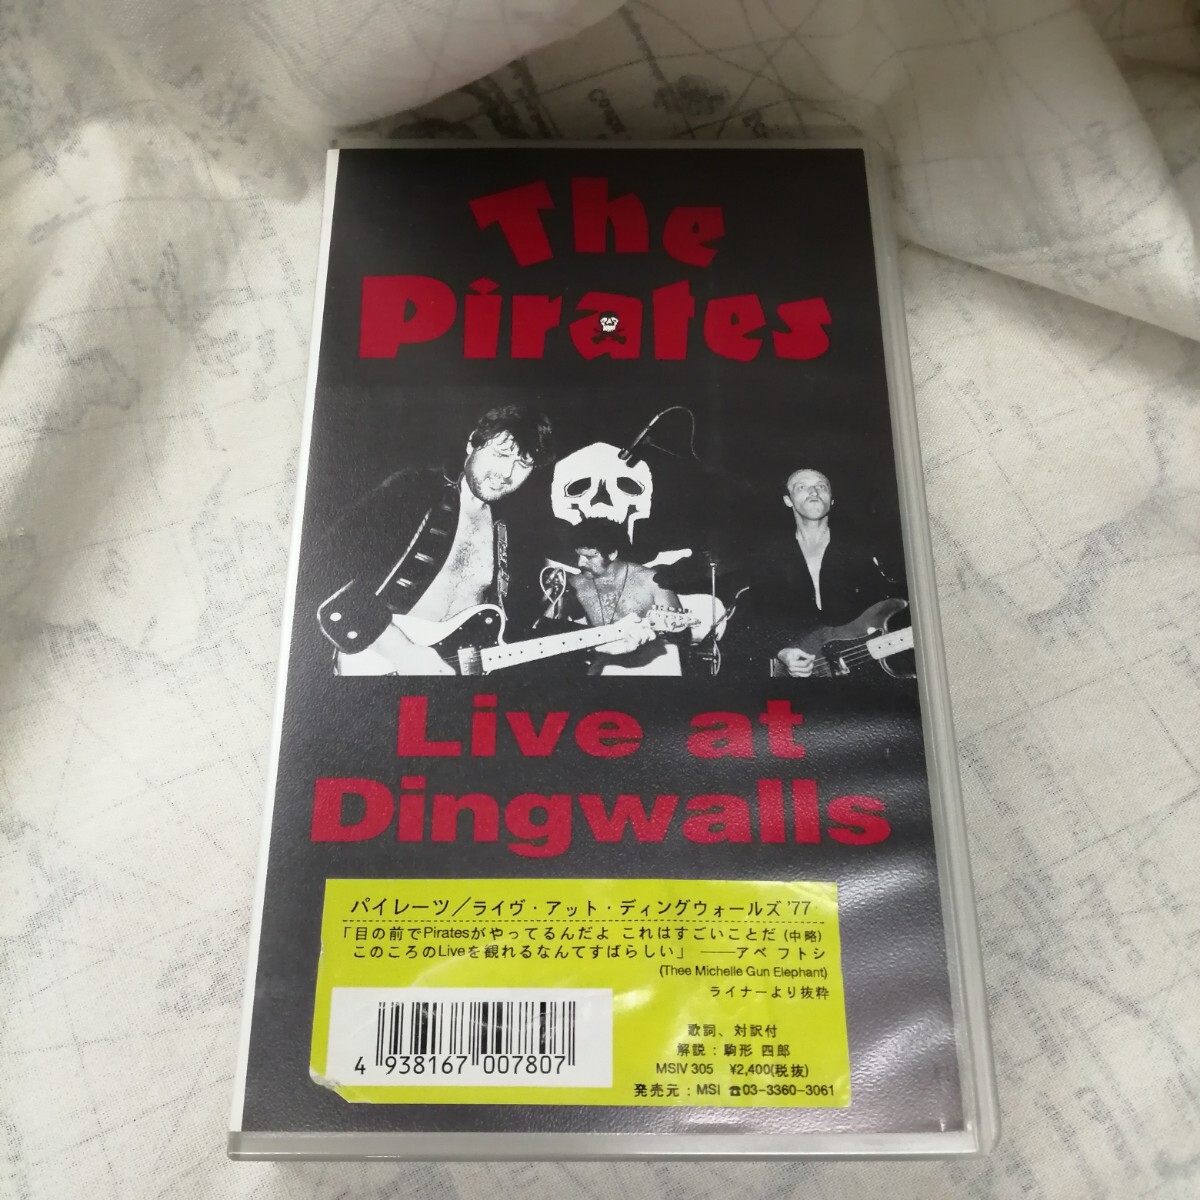 The
Pirates
Live at
Dingwalls
パイレーツ／ライヴ・アット・ディングウォールズ '77
「目の前でPiratesがやってるんだよ これはすごいことだ (中略)
このころのLiveを観れるなんてすばらしい」 ――アベ フトシ
(Thee Michelle Gun Elephant)
ライナーより抜粋
歌詞、対訳付
解説：駒形 四郎
MSIV 305 ¥2,400(税抜)
発売元：MSI ☎03-3360-3061
4 938167 007807